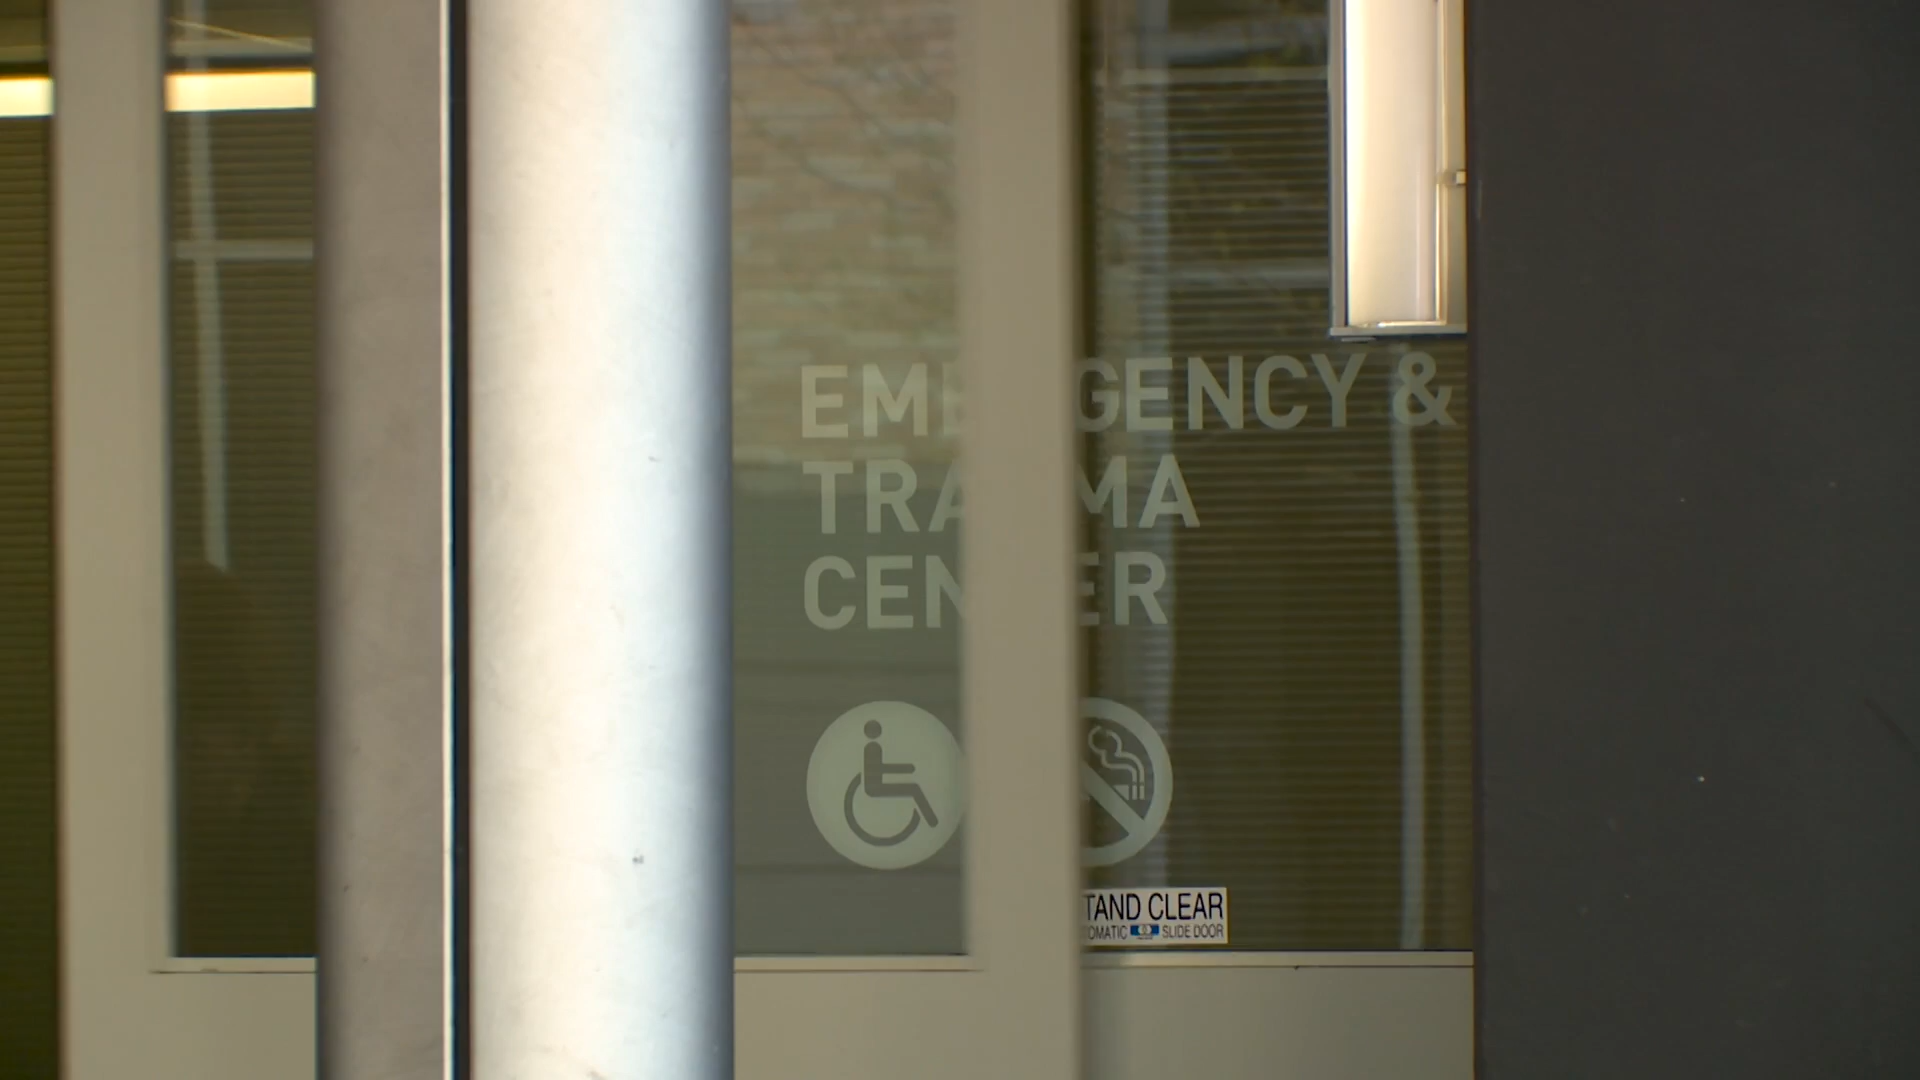 EME GENCY &
TRA MA
CEN ER
TAND CLEAR
OMATIC SLIDE DOOR